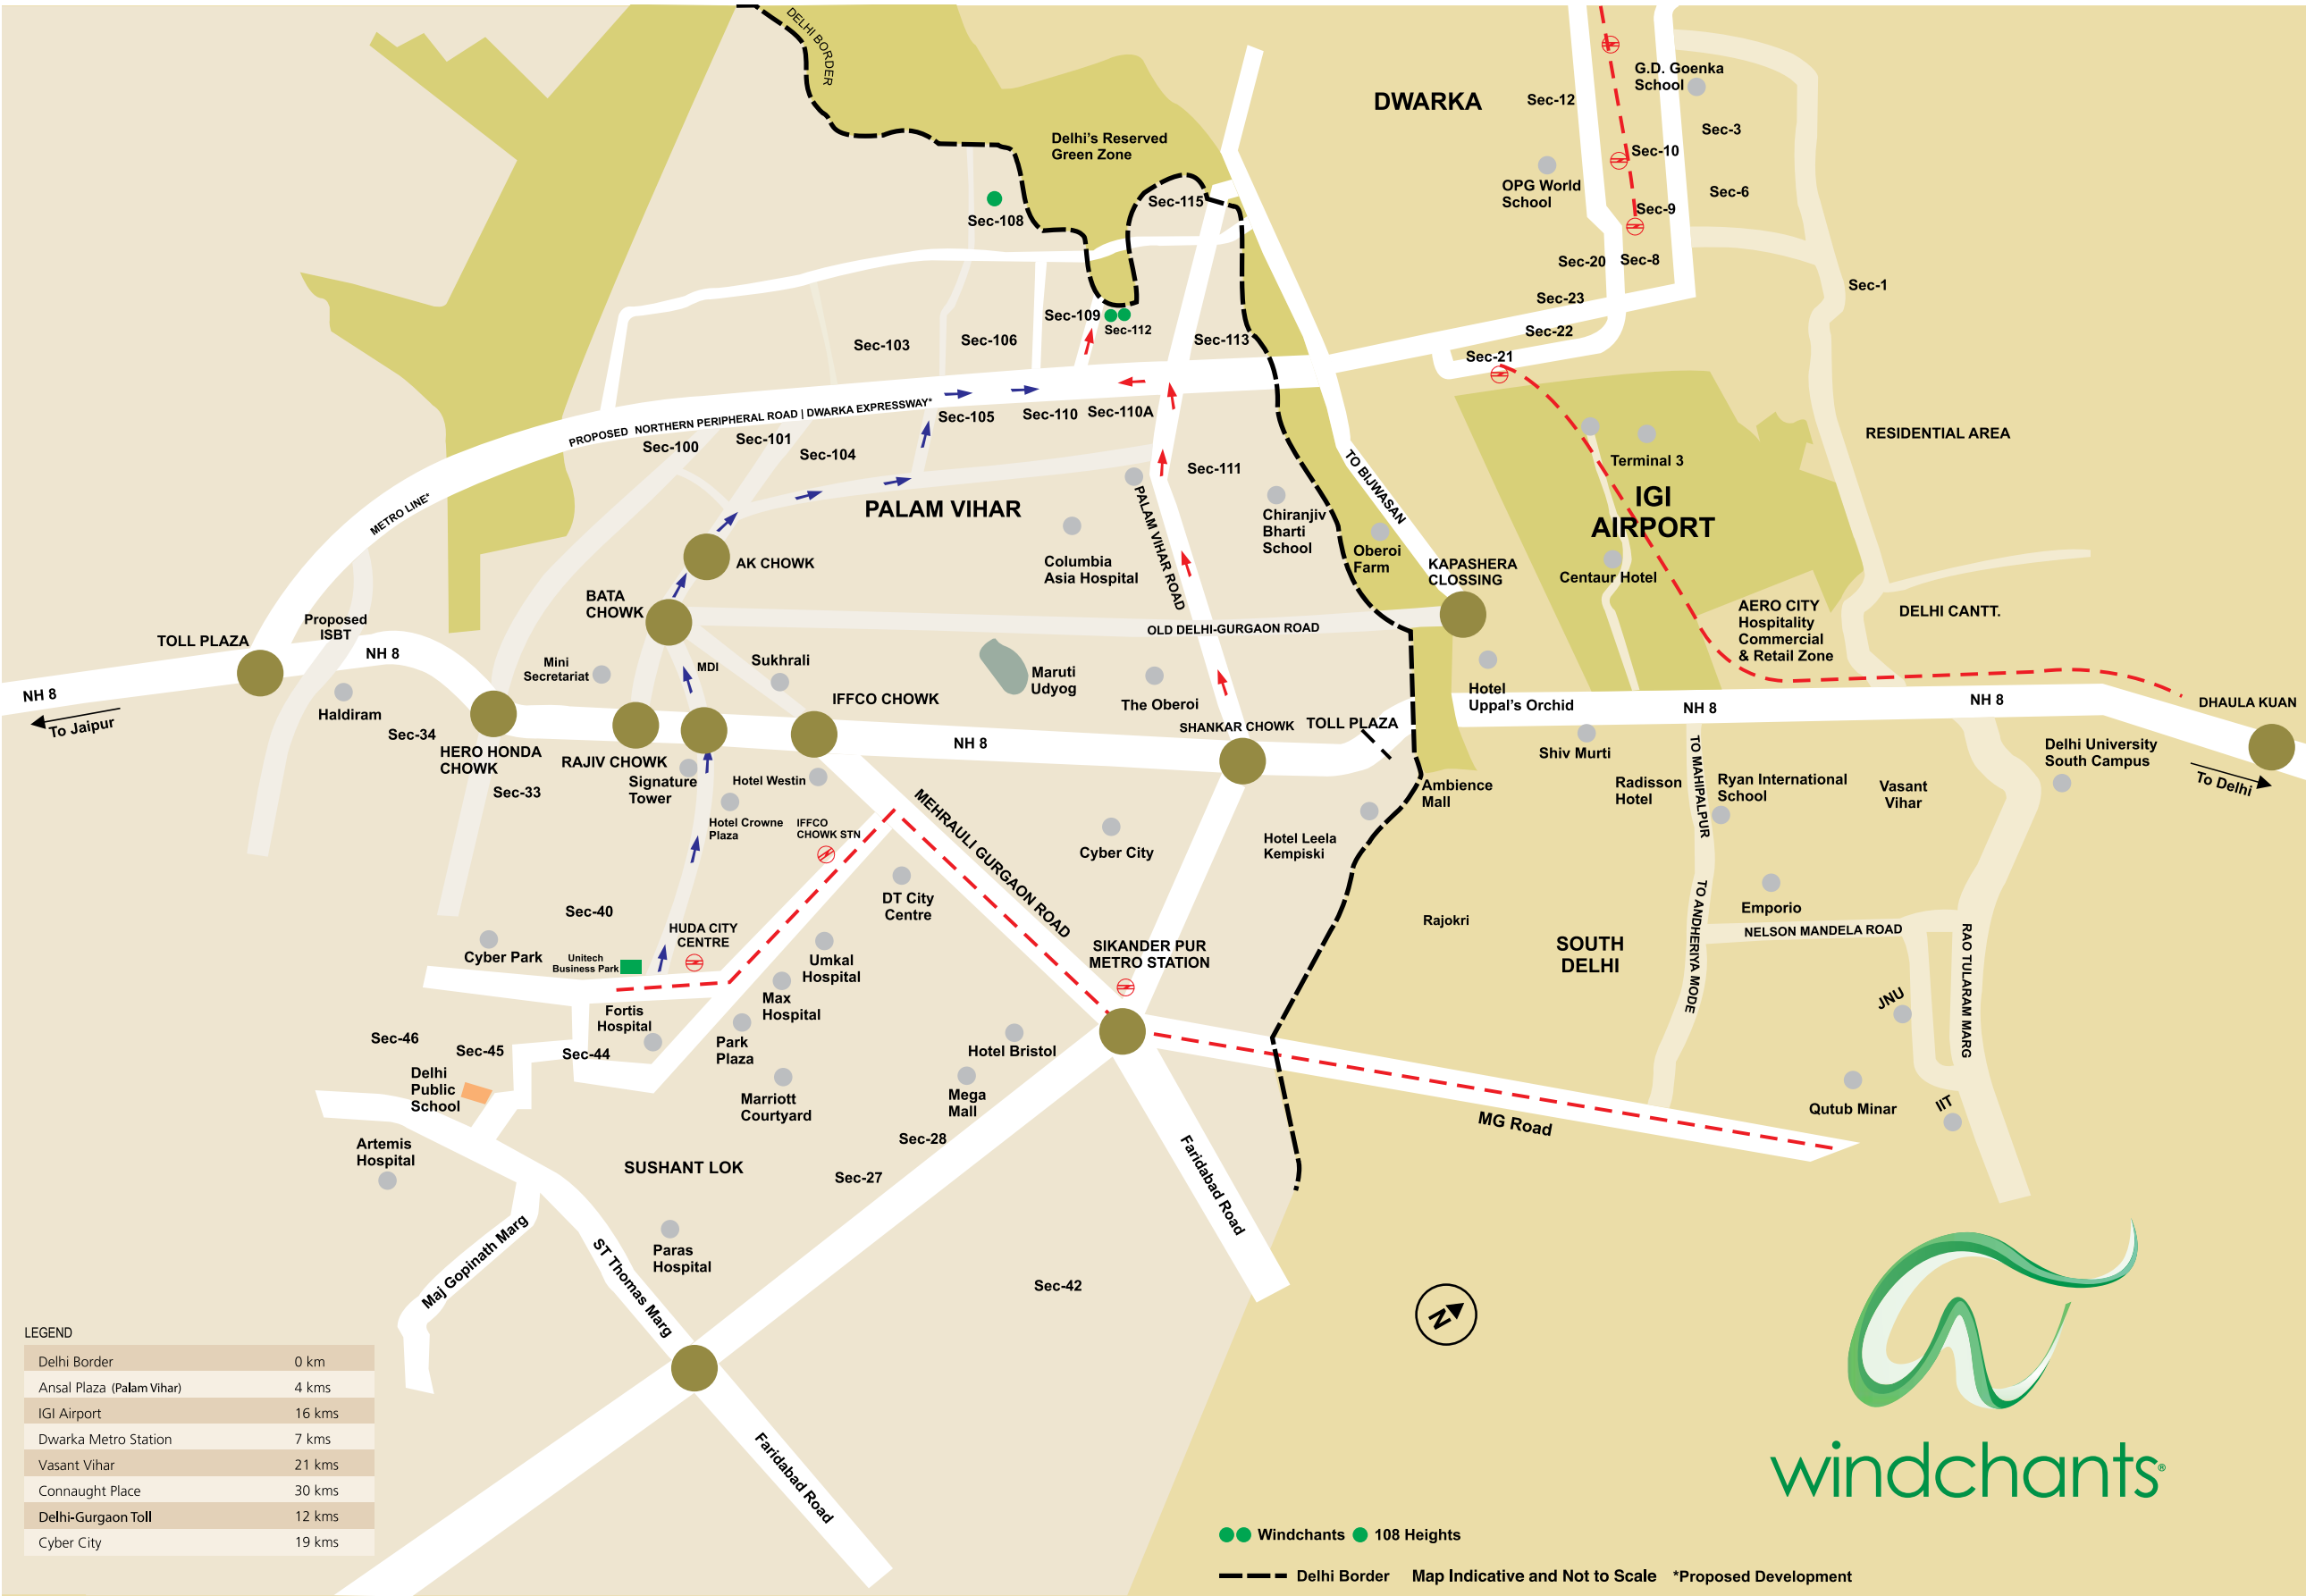 DELHI BORDER
Delhi's Reserved
Green Zone
DWARKA
Sec-12
G.D. Goenka
School
Sec-3
Sec-10
OPG World
School
Sec-6
Sec-9
Sec-20
Sec-8
Sec-23
Sec-1
Sec-22
Sec-21
Sec-115
Sec-108
Sec-109
Sec-112
Sec-113
Sec-103
Sec-106
PROPOSED NORTHERN PERIPHERAL ROAD | DWARKA EXPRESSWAY*
METRO LINE*
Sec-100
Sec-101
Sec-104
Sec-105
Sec-110
Sec-110A
Sec-111
PALAM VIHAR
PALAM VIHAR ROAD
Chiranjiv
Bharti
School
TO BIJWASAN
Oberoi
Farm
KAPASHERA
CLOSSING
Terminal 3
IGI
AIRPORT
Centaur Hotel
RESIDENTIAL AREA
AERO CITY
Hospitality
Commercial
& Retail Zone
DELHI CANTT.
Columbia
Asia Hospital
AK CHOWK
BATA
CHOWK
OLD DELHI-GURGAON ROAD
TOLL PLAZA
Proposed
ISBT
NH 8
NH 8
To Jaipur
Haldiram
Sec-34
Mini
Secretariat
MDI
Sukhrali
IFFCO CHOWK
Maruti
Udyog
The Oberoi
SHANKAR CHOWK
TOLL PLAZA
Hotel
Uppal's Orchid
NH 8
NH 8
DHAULA KUAN
To Delhi
HERO HONDA
CHOWK
RAJIV CHOWK
Signature
Tower
Hotel Westin
NH 8
Sec-33
Hotel Crowne
Plaza
IFFCO
CHOWK STN
MEHRAULI GURGAON ROAD
Cyber City
Hotel Leela
Kempiski
Ambience
Mall
Shiv Murti
Radisson
Hotel
TO MAHIPALPUR
Ryan International
School
Vasant
Vihar
Delhi University
South Campus
DT City
Centre
Sec-40
HUDA CITY
CENTRE
Cyber Park
Unitech
Business Park
Umkal
Hospital
SIKANDER PUR
METRO STATION
Rajokri
SOUTH
DELHI
TO ANDHERIYA MODE
Emporio
NELSON MANDELA ROAD
RAO TULARAM MARG
JNU
IIT
Qutub Minar
MG Road
Max
Hospital
Fortis
Hospital
Park
Plaza
Hotel Bristol
Sec-46
Sec-45
Sec-44
Delhi
Public
School
Marriott
Courtyard
Mega
Mall
Artemis
Hospital
Sec-28
SUSHANT LOK
Sec-27
Faridabad Road
Maj Gopinath Marg
ST Thomas Marg
Paras
Hospital
Sec-42
N
Faridabad Road
LEGEND
Delhi Border 0 km
Ansal Plaza (Palam Vihar) 4 kms
IGI Airport 16 kms
Dwarka Metro Station 7 kms
Vasant Vihar 21 kms
Connaught Place 30 kms
Delhi-Gurgaon Toll 12 kms
Cyber City 19 kms
windchants®
Windchants 108 Heights
Delhi Border Map Indicative and Not to Scale *Proposed Development